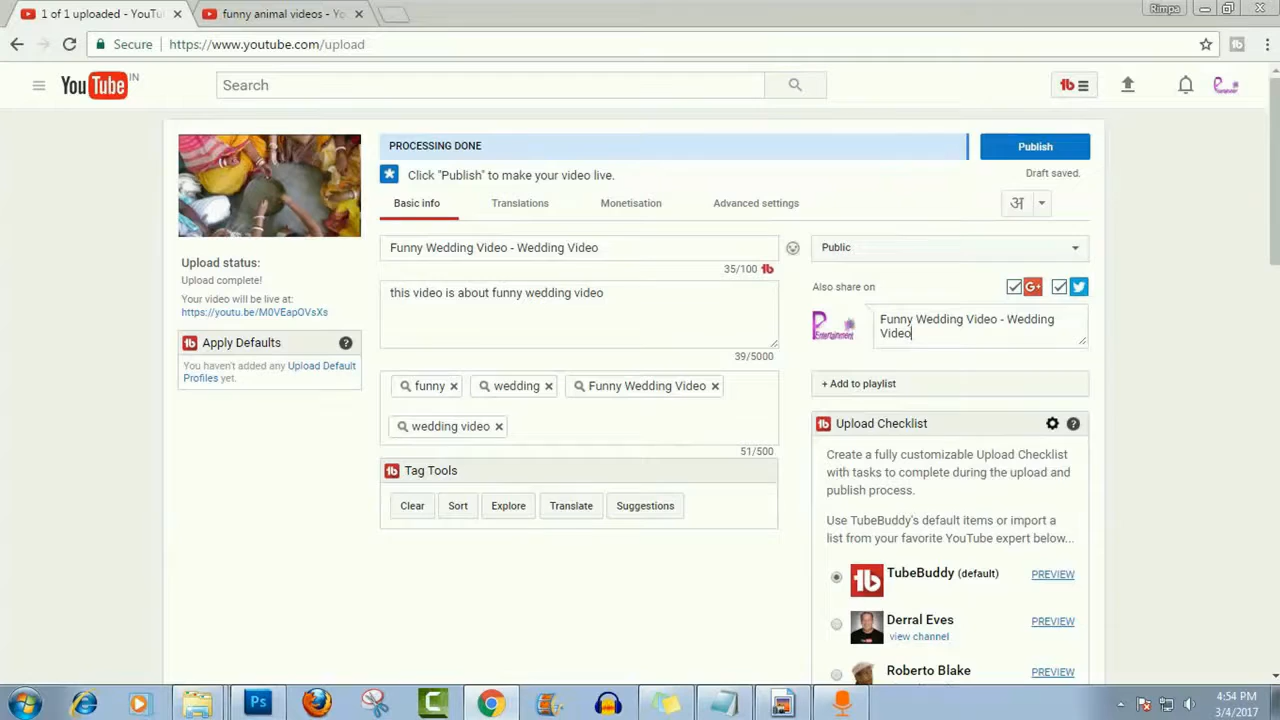 1 of 1 uploaded - YouTu
funny animal videos - Yo
Rimpa
Secure
https://www.youtube.com/upload
YouTube IN
Search
PROCESSING DONE
Publish
Click "Publish" to make your video live.
Draft saved.
Basic info
Translations
Monetisation
Advanced settings
अ
Funny Wedding Video - Wedding Video
Public
35/100
Upload status:
Upload complete!
Your video will be live at:
https://youtu.be/M0VEapOVsXs
this video is about funny wedding video
39/5000
Also share on
G+
Funny Wedding Video - Wedding
Video
Entertainment
Apply Defaults
You haven't added any Upload Default
Profiles yet.
funny
wedding
Funny Wedding Video
wedding video
51/500
+ Add to playlist
Tag Tools
Clear
Sort
Explore
Translate
Suggestions
Upload Checklist
Create a fully customizable Upload Checklist
with tasks to complete during the upload and
publish process.
Use TubeBuddy's default items or import a
list from your favorite YouTube expert below...
TubeBuddy (default)
PREVIEW
Derral Eves
view channel
PREVIEW
Roberto Blake
PREVIEW
Ps
4:54 PM
3/4/2017